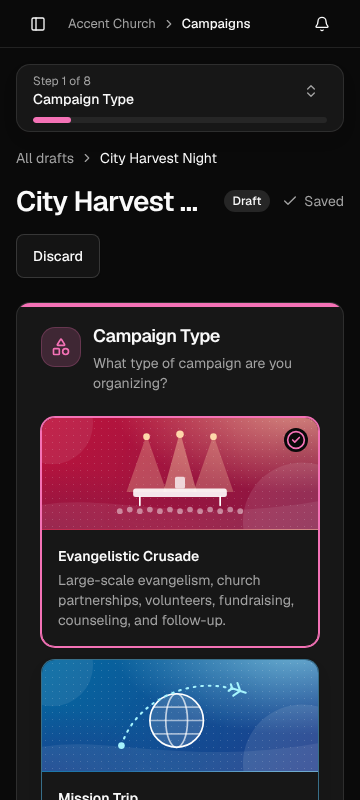 Accent Church > Campaigns
Step 1 of 8
Campaign Type
All drafts > City Harvest Night
City Harvest ...
Draft
Saved
Discard
Campaign Type
What type of campaign are you
organizing?
Evangelistic Crusade
Large-scale evangelism, church
partnerships, volunteers, fundraising,
counseling, and follow-up.
Mission Trip